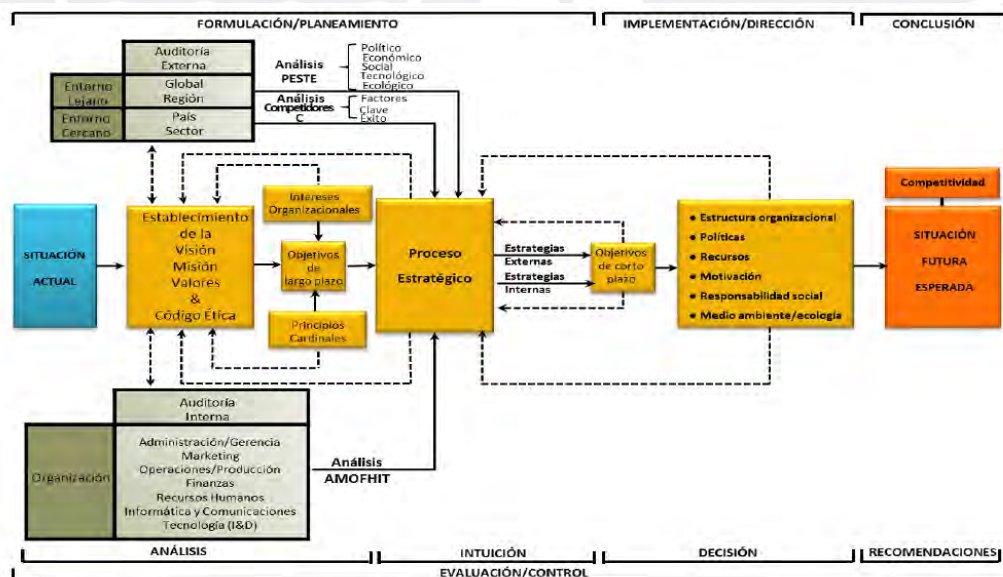 FORMULACIÓN/PLANEAMIENTO
IMPLEMENTACIÓN/DIRECCIÓN
CONCLUSIÓN
Auditoría
Externa
Entorno
Lejano
Global
Región
Entorno
Cercano
País
Sector
Análisis
PESTE
Político
Económico
Social
Tecnológico
Ecológico
Análisis
Competidores
C
Factores
Clave
Éxito
SITUACIÓN
ACTUAL
Establecimiento
de la
Visión
Misión
Valores
&
Código Ética
Intereses
Organizacionales
Objetivos
de
largo plazo
Principios
Cardinales
Proceso
Estratégico
Estrategias
Externas
Estrategias
Internas
Objetivos
de corto
plazo
• Estructura organizacional
• Políticas
• Recursos
• Motivación
• Responsabilidad social
• Medio ambiente/ecología
Competitividad
SITUACIÓN
FUTURA
ESPERADA
Auditoría
Interna
Organización
Administración/Gerencia
Marketing
Operaciones/Producción
Finanzas
Recursos Humanos
Informática y Comunicaciones
Tecnología (I&D)
Análisis
AMOFHIT
ANÁLISIS
INTUICIÓN
DECISIÓN
RECOMENDACIONES
EVALUACIÓN/CONTROL